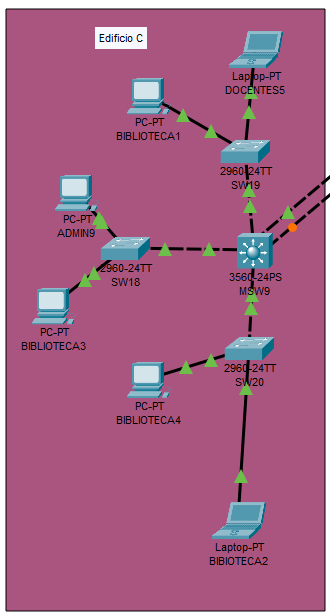 Edificio C
Laptop-PT
DOCENTES5
PC-PT
BIBLIOTECA1
2960-24TT
SW19
PC-PT
ADMIN9
2960-24TT
SW18
3560-24PS
MSW9
PC-PT
BIBLIOTECA3
2960-24TT
SW20
PC-PT
BIBLIOTECA4
Laptop-PT
BIBIOTECA2